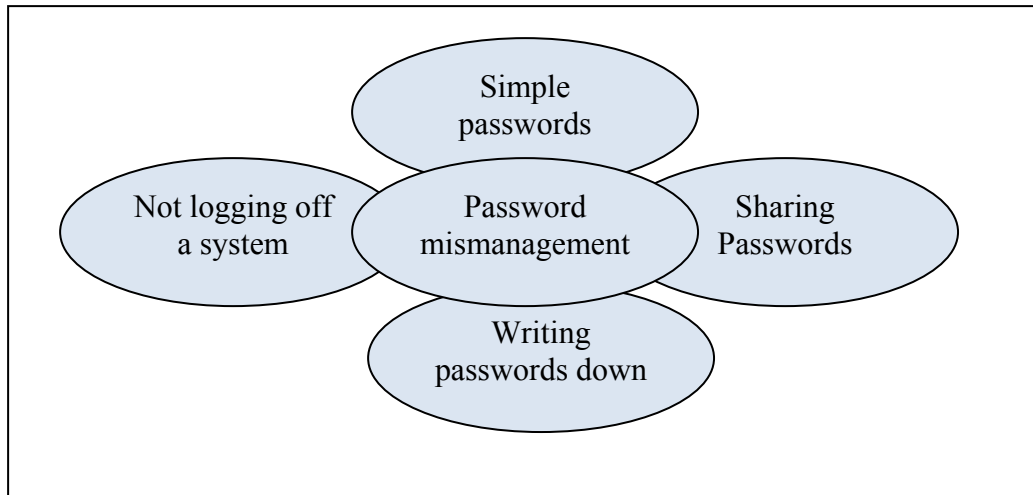 Simple
passwords
Not logging off
a system
Password
mismanagement
Sharing
Passwords
Writing
passwords down